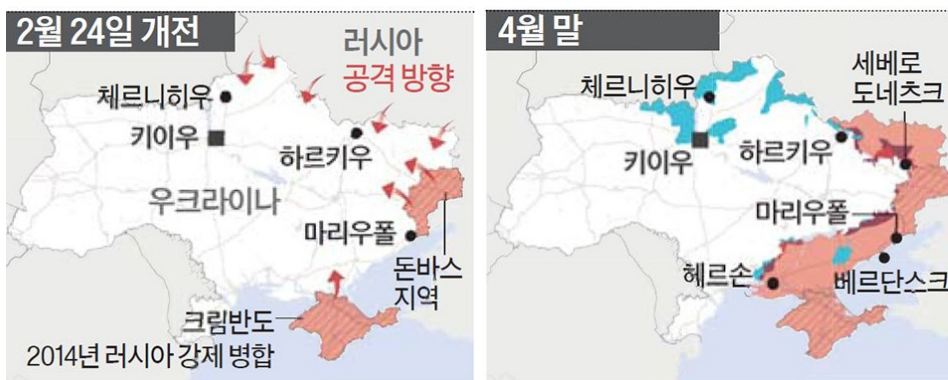 2월 24일 개전
러시아
공격 방향
체르니히우
키이우
하르키우
우크라이나
마리우폴
돈바스
지역
크림반도
2014년 러시아 강제 병합
4월 말
세베로
도네츠크
체르니히우
키이우
하르키우
마리우폴
헤르손
베르단스크